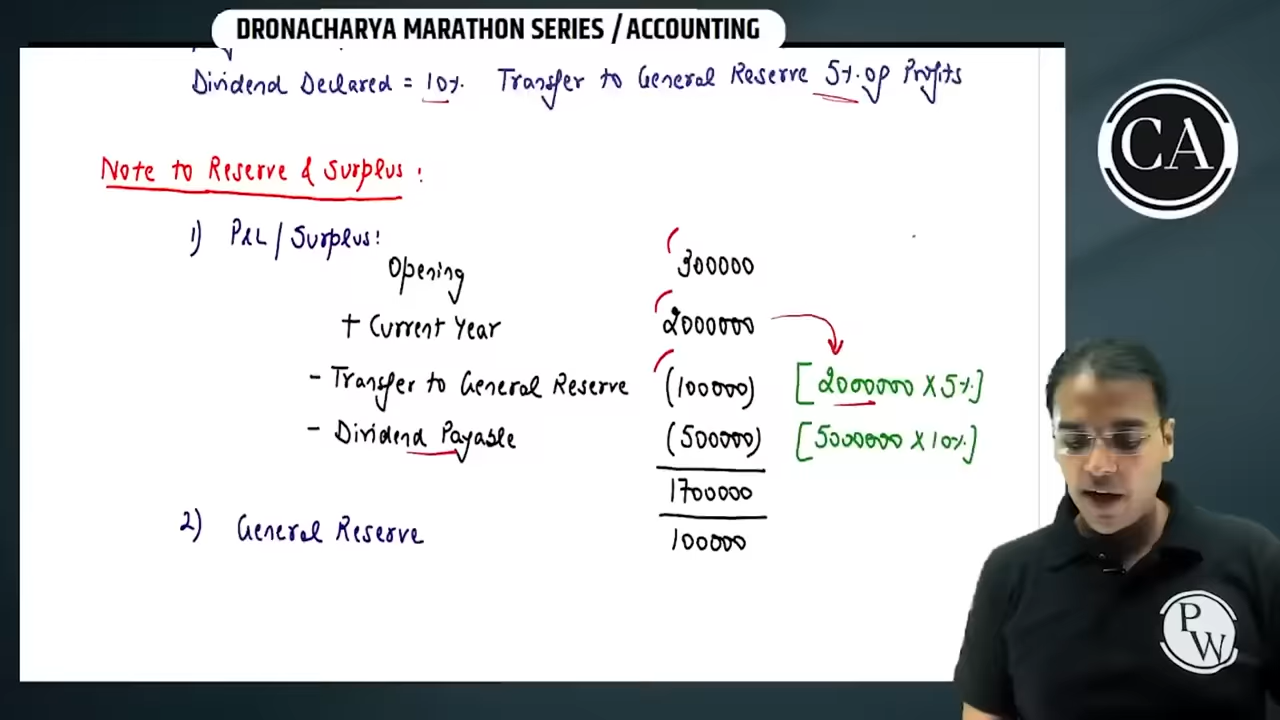 DRONACHARYA MARATHON SERIES / ACCOUNTING
Dividend Declared = 10%. Transfer to General Reserve 5%. of Profits
CA
Note to Reserve & Surplus :
1) P&L / Surplus:
Opening 300000
+ Current Year 2000000
- Transfer to General Reserve (100000) [2000000 X 5%]
- Dividend Payable (500000) [5000000 X 10%]
1700000
2) General Reserve 100000
PW